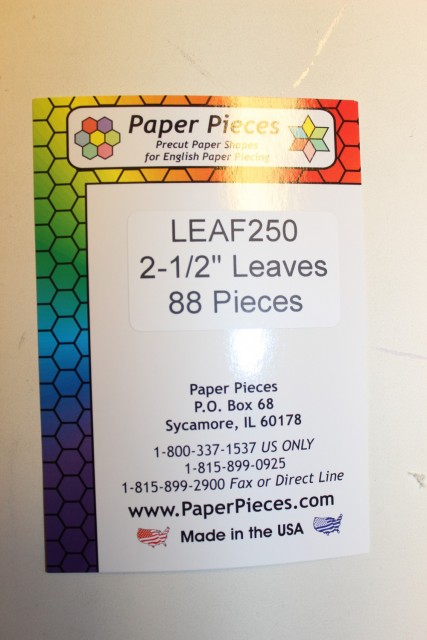 Paper Pieces
Precut Paper Shapes
for English Paper Piecing
LEAF250
2-1/2" Leaves
88 Pieces
Paper Pieces
P.O. Box 68
Sycamore, IL 60178
1-800-337-1537 US ONLY
1-815-899-0925
1-815-899-2900 Fax or Direct Line
www.PaperPieces.com
Made in the USA